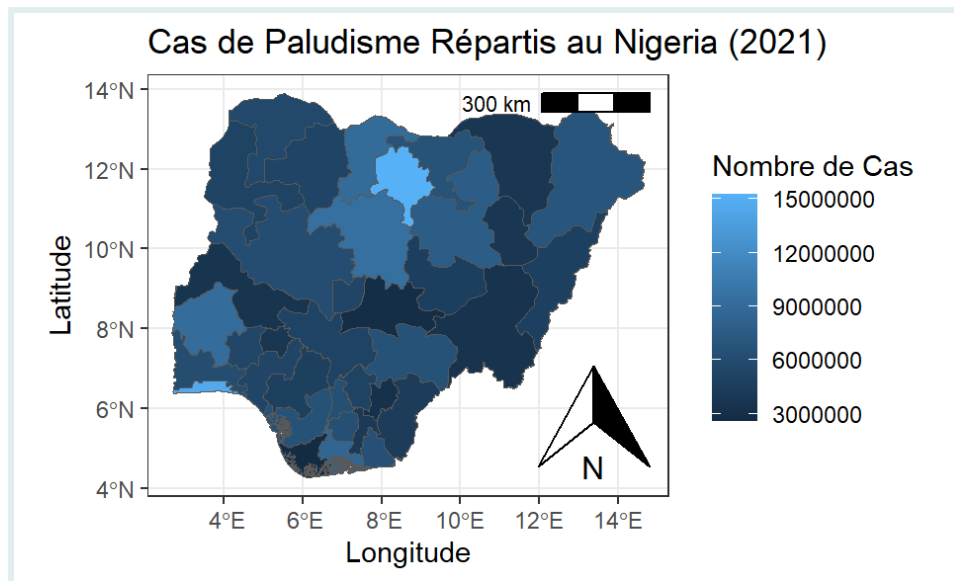 Cas de Paludisme Répartis au Nigeria (2021)
14°N
12°N
10°N
8°N
6°N
4°N
Latitude
300 km
N
4°E 6°E 8°E 10°E 12°E 14°E
Longitude
Nombre de Cas
15000000
12000000
9000000
6000000
3000000